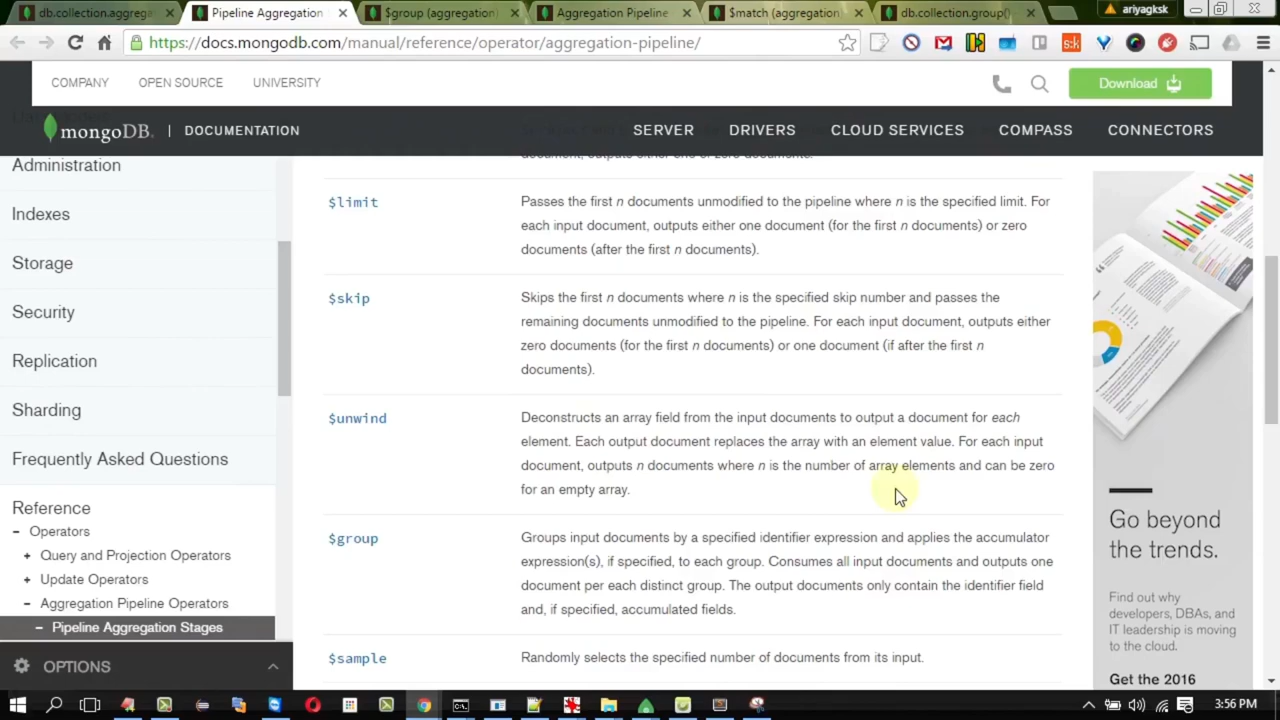 db.collection.aggrega
Pipeline Aggregation
$group (aggregation)
Aggregation Pipeline
$match (aggregation
db.collection.group()
ariyagksk
https://docs.mongodb.com/manual/reference/operator/aggregation-pipeline/
COMPANY OPEN SOURCE UNIVERSITY
Download
mongoDB. | DOCUMENTATION
SERVER DRIVERS CLOUD SERVICES COMPASS CONNECTORS
document, outputs either one or zero documents.
Administration
Indexes
Storage
Security
Replication
Sharding
Frequently Asked Questions
Reference
- Operators
+ Query and Projection Operators
+ Update Operators
- Aggregation Pipeline Operators
- Pipeline Aggregation Stages
OPTIONS
$limit
Passes the first n documents unmodified to the pipeline where n is the specified limit. For
each input document, outputs either one document (for the first n documents) or zero
documents (after the first n documents).
$skip
Skips the first n documents where n is the specified skip number and passes the
remaining documents unmodified to the pipeline. For each input document, outputs either
zero documents (for the first n documents) or one document (if after the first n
documents).
$unwind
Deconstructs an array field from the input documents to output a document for each
element. Each output document replaces the array with an element value. For each input
document, outputs n documents where n is the number of array elements and can be zero
for an empty array.
$group
Groups input documents by a specified identifier expression and applies the accumulator
expression(s), if specified, to each group. Consumes all input documents and outputs one
document per each distinct group. The output documents only contain the identifier field
and, if specified, accumulated fields.
$sample
Randomly selects the specified number of documents from its input.
Go beyond
the trends.
Find out why
developers, DBAs, and
IT leadership is moving
to the cloud.
Get the 2016
3:56 PM